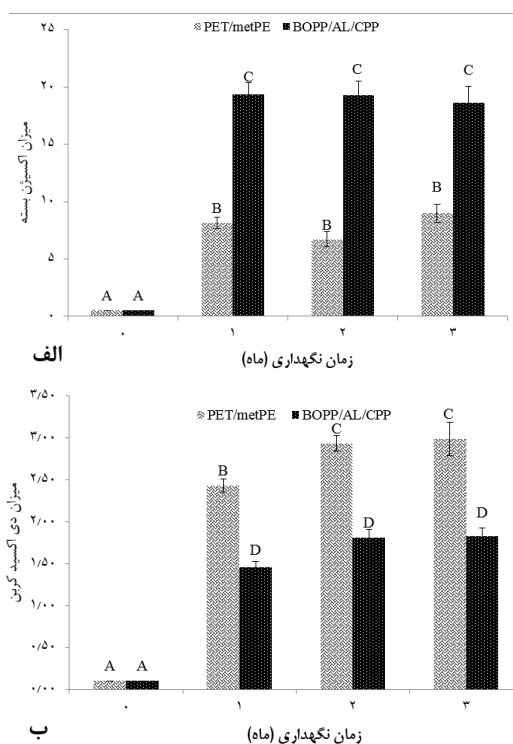 PET/metPE BOPP/AL/CPP
۲۵
۲۰
۱۵
۱۰
۵
۰
میزان اکسیژن بسته
A A B C B C B C
۰ ۱ ۲ ۳
زمان نگهداری (ماه)
الف
۳/۵۰
۳/۰۰
۲/۵۰
۲/۰۰
۱/۵۰
۱/۰۰
۰/۵۰
۰/۰۰
میزان دی اکسید کربن
PET/metPE BOPP/AL/CPP
A A B D C D C D
۰ ۱ ۲ ۳
زمان نگهداری (ماه)
ب